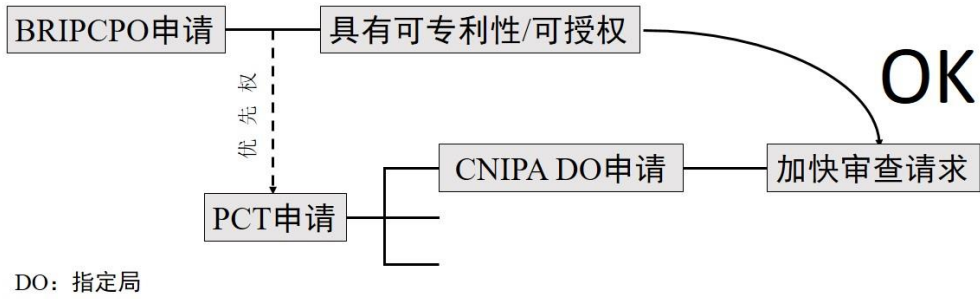 BRIPCPO申请
具有可专利性/可授权
OK
优先权
CNIPA DO申请
加快审查请求
PCT申请
DO：指定局